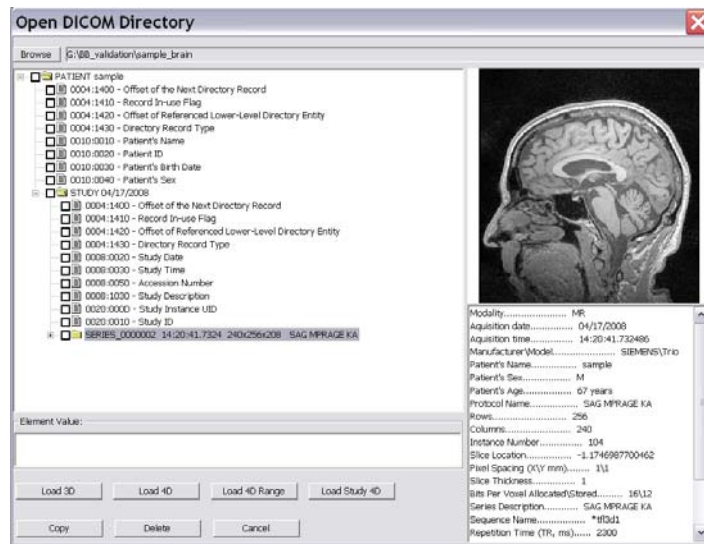 Open DICOM Directory
Browse G:\BB_validation\sample_brain
PATIENT sample
0004:1400 - Offset of the Next Directory Record
0004:1410 - Record In-use Flag
0004:1420 - Offset of Referenced Lower-Level Directory Entity
0004:1430 - Directory Record Type
0010:0010 - Patient's Name
0010:0020 - Patient ID
0010:0030 - Patient's Birth Date
0010:0040 - Patient's Sex
STUDY 04/17/2008
0004:1400 - Offset of the Next Directory Record
0004:1410 - Record In-use Flag
0004:1420 - Offset of Referenced Lower-Level Directory Entity
0004:1430 - Directory Record Type
0008:0020 - Study Date
0008:0030 - Study Time
0008:0050 - Accession Number
0008:1030 - Study Description
0020:000D - Study Instance UID
0020:0010 - Study ID
SERIES_0000002 14:20:41.7324 240x256x208 SAG MPRAGE KA
Element Value:
Load 3D Load 4D Load 4D Range Load Study 4D
Copy Delete Cancel
Modality...................... MR
Aquisition date............... 04/17/2008
Aquisition time............... 14:20:41.732486
Manufacturer\Model..................... SIEMENS\Trio
Patient's Name................ sample
Patient's Sex................. M
Patient's Age................. 67 years
Protocol Name................. SAG MPRAGE KA
Rows.......................... 256
Columns....................... 240
Instance Number............... 104
Slice Location................ -1.1746987700462
Pixel Spacing (X\Y mm)........ 1\1
Slice Thickness............... 1
Bits Per Voxel Allocated\Stored......... 16\12
Series Description............ SAG MPRAGE KA
Sequence Name................. *tfl3d1
Repetition Time (TR, ms)...... 2300